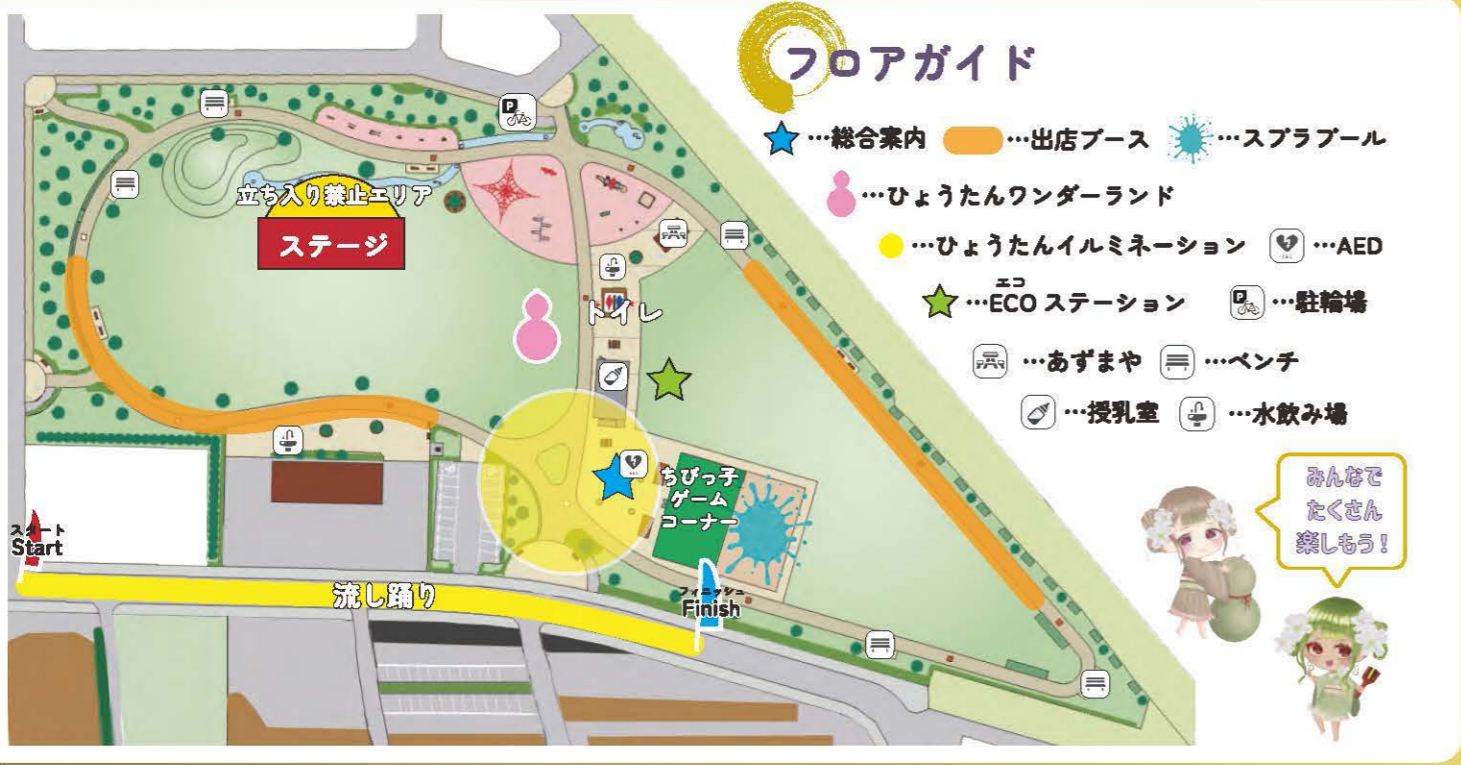 フロアガイド
…総合案内 …出店ブース …スプラプール
…ひょうたんワンダーランド
…ひょうたんイルミネーション …AED
エコ
…ECO ステーション P …駐輪場
…あずまや …ベンチ
…授乳室 …水飲み場
P
立ち入り禁止エリア
ステージ
トイレ
ちびっ子
ゲーム
コーナー
スタート
Start
流し踊り
フィニッシュ
Finish
みんなで
たくさん
楽しもう！